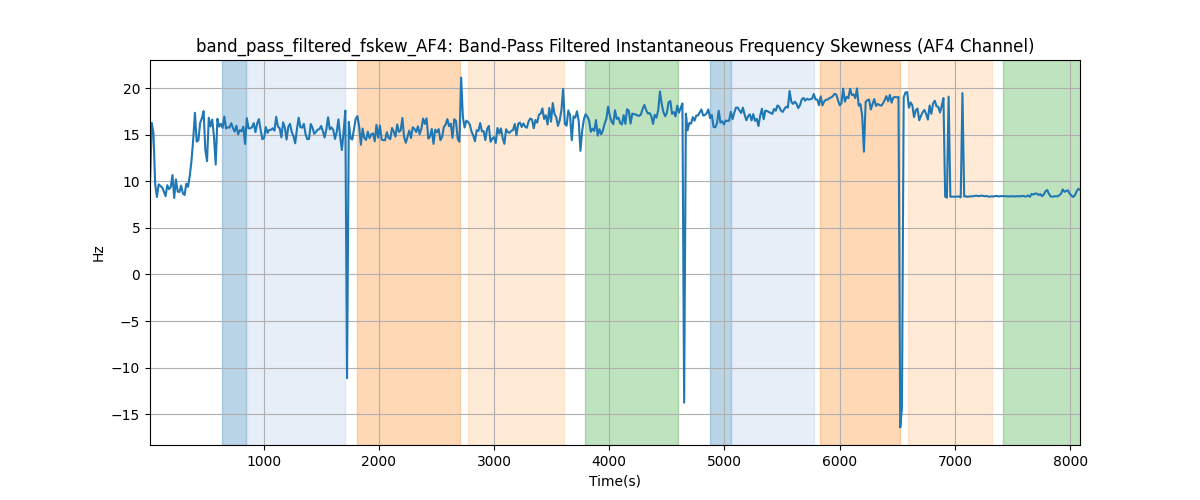 band_pass_filtered_fskew_AF4: Band-Pass Filtered Instantaneous Frequency Skewness (AF4 Channel)
20
15
10
5
0
−5
−10
−15
Hz
1000 2000 3000 4000 5000 6000 7000 8000
Time(s)